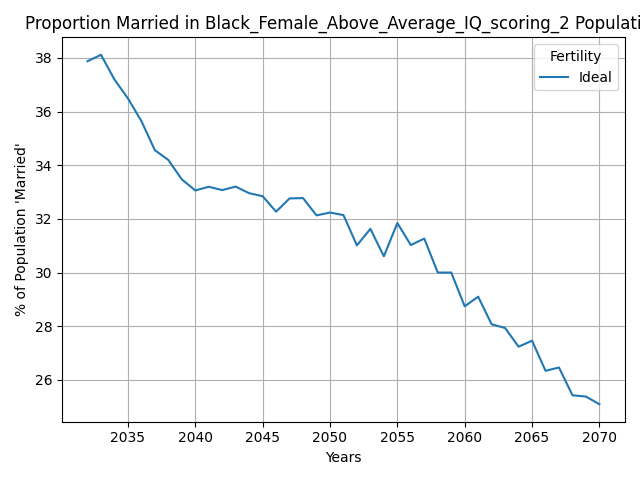 Proportion Married in Black_Female_Above_Average_IQ_scoring_2 Populati
Fertility
Ideal
% of Population 'Married'
38
36
34
32
30
28
26
2035 2040 2045 2050 2055 2060 2065 2070
Years